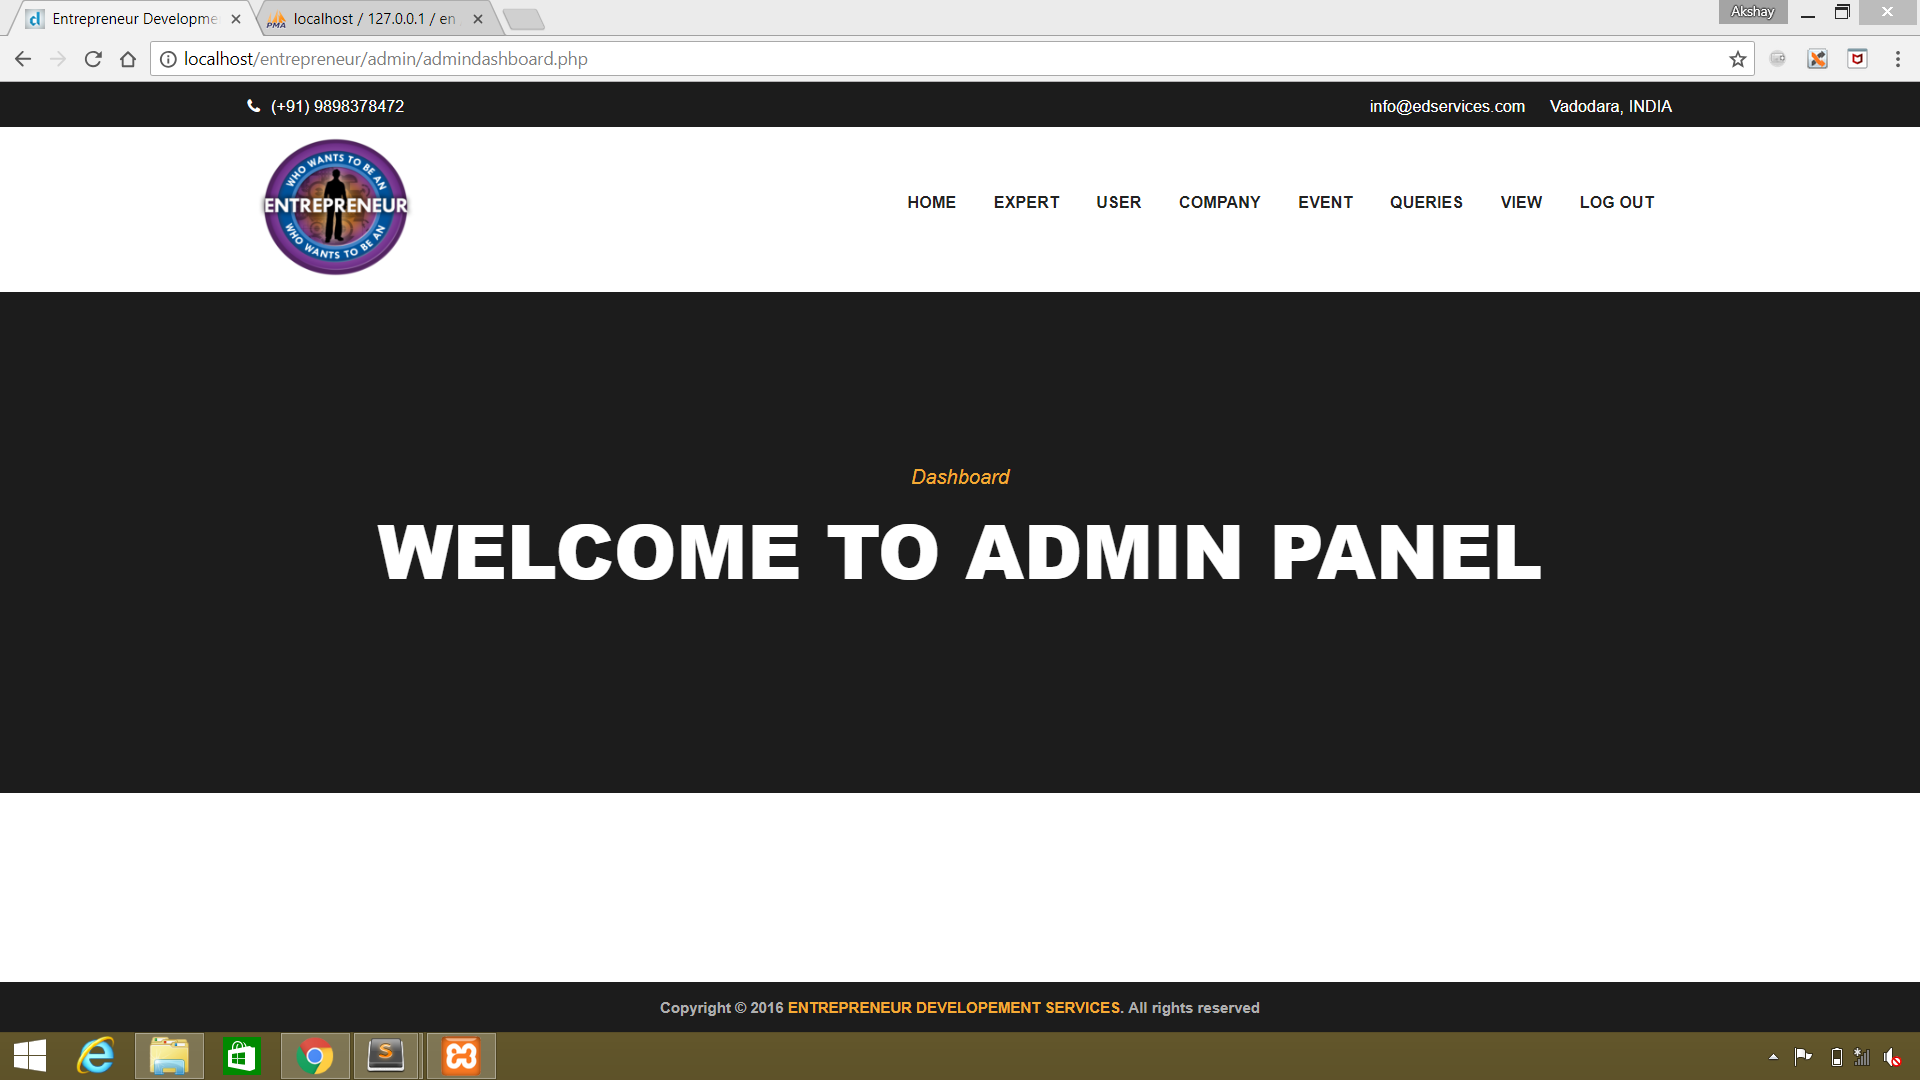 Entrepreneur Developme
localhost / 127.0.0.1 / en
Akshay
localhost/entrepreneur/admin/admindashboard.php
(+91) 9898378472
info@edservices.com
Vadodara, INDIA
WHO WANTS TO BE AN
ENTREPRENEUR
WHO WANTS TO BE AN
HOME EXPERT USER COMPANY EVENT QUERIES VIEW LOG OUT
Dashboard
WELCOME TO ADMIN PANEL
Copyright © 2016 ENTREPRENEUR DEVELOPEMENT SERVICES. All rights reserved